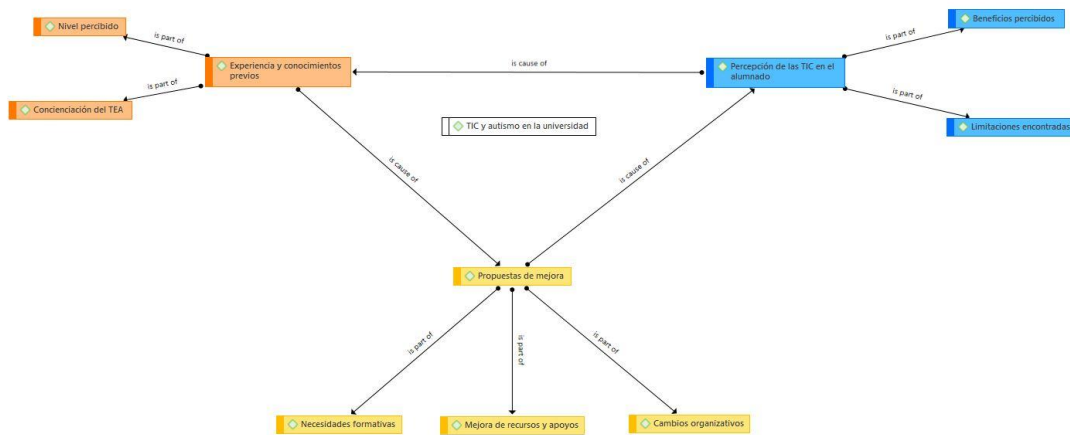 Nivel percibido
is part of
Experiencia y conocimientos
previos
is part of
Concienciación del TEA
is cause of
Percepción de las TIC en el
alumnado
is part of
Beneficios percibidos
is part of
Limitaciones encontradas
TIC y autismo en la universidad
is cause of
is cause of
Propuestas de mejora
is part of
is part of
is part of
Necesidades formativas
Mejora de recursos y apoyos
Cambios organizativos